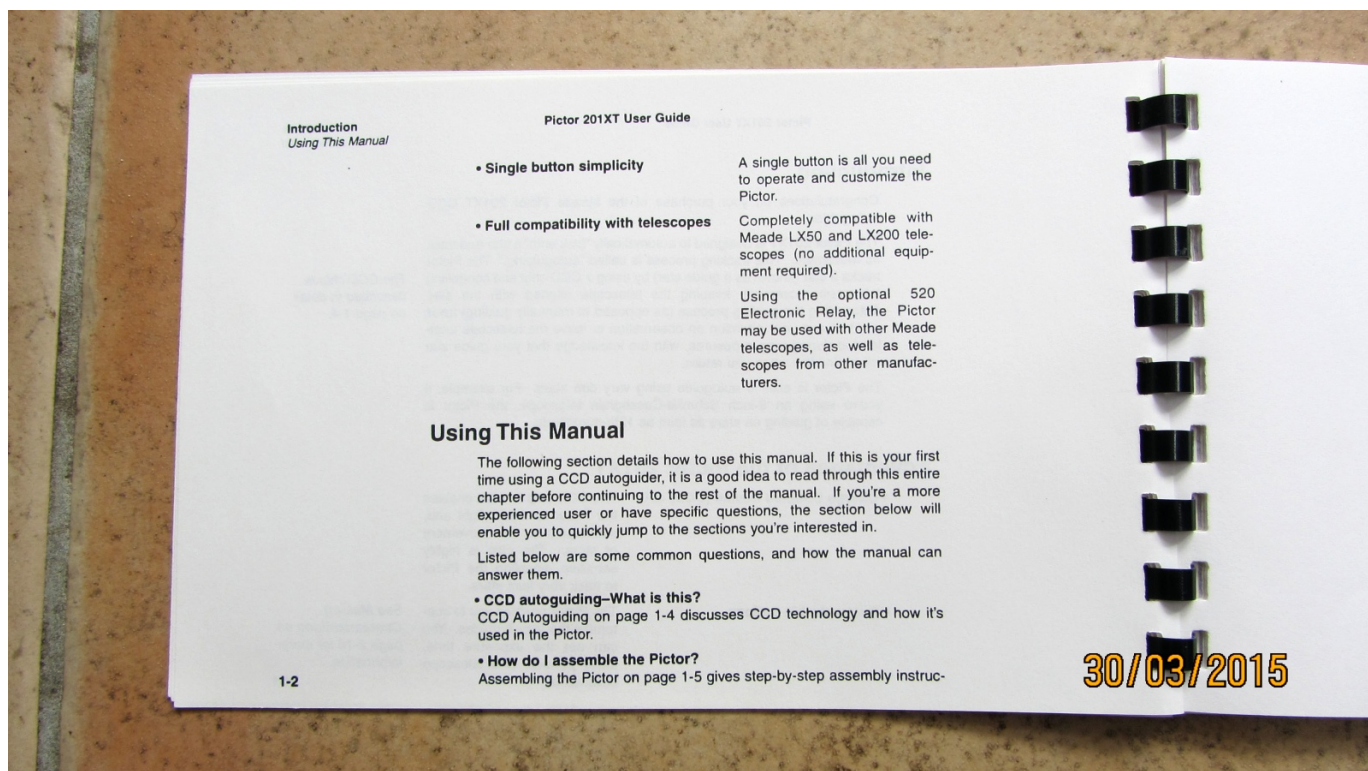 Introduction
Using This Manual
Pictor 201XT User Guide
• Single button simplicity
A single button is all you need
to operate and customize the
Pictor.
• Full compatibility with telescopes
Completely compatible with
Meade LX50 and LX200 tele-
scopes (no additional equip-
ment required).
Using the optional 520
Electronic Relay, the Pictor
may be used with other Meade
telescopes, as well as tele-
scopes from other manufac-
turers.
Using This Manual
The following section details how to use this manual. If this is your first
time using a CCD autoguider, it is a good idea to read through this entire
chapter before continuing to the rest of the manual. If you're a more
experienced user or have specific questions, the section below will
enable you to quickly jump to the sections you're interested in.
Listed below are some common questions, and how the manual can
answer them.
• CCD autoguiding–What is this?
CCD Autoguiding on page 1-4 discusses CCD technology and how it's
used in the Pictor.
• How do I assemble the Pictor?
Assembling the Pictor on page 1-5 gives step-by-step assembly instruc-
1-2
30/03/2015